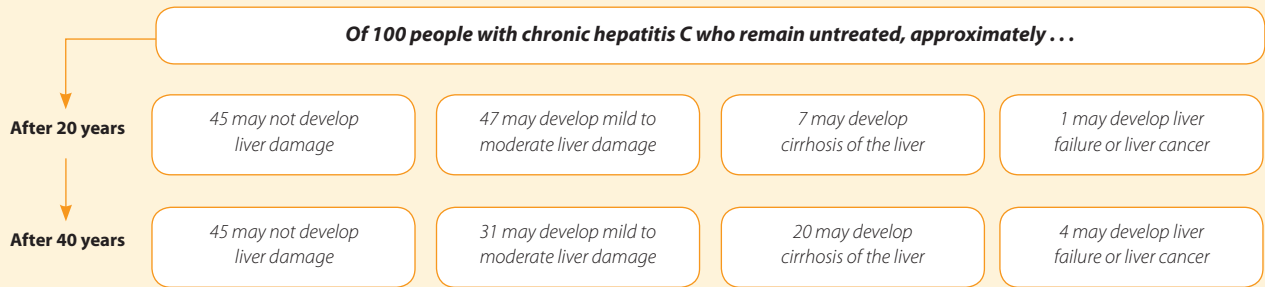 Of 100 people with chronic hepatitis C who remain untreated, approximately . . .
After 20 years
45 may not develop
liver damage
47 may develop mild to
moderate liver damage
7 may develop
cirrhosis of the liver
1 may develop liver
failure or liver cancer
After 40 years
45 may not develop
liver damage
31 may develop mild to
moderate liver damage
20 may develop
cirrhosis of the liver
4 may develop liver
failure or liver cancer